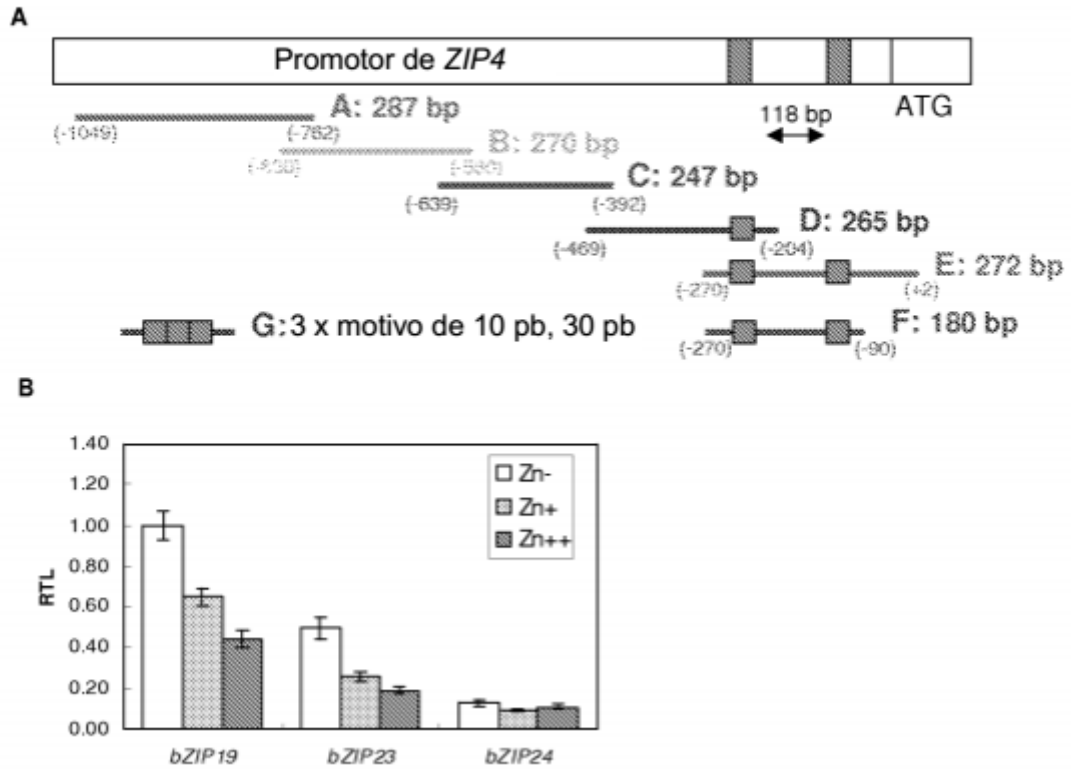 A
Promotor de ZIP4
ATG
118 bp
A: 287 bp
(-1049)
(-762)
B: 270 bp
C: 247 bp
(-639)
(-392)
D: 265 bp
(-469)
(-204)
E: 272 bp
(-270)
(+2)
G: 3 x motivo de 10 pb, 30 pb
F: 180 bp
(-270)
(-90)
B
1.40
1.20
1.00
0.80
0.60
0.40
0.20
0.00
RTL
Zn-
Zn+
Zn++
bZIP19
bZIP23
bZIP24